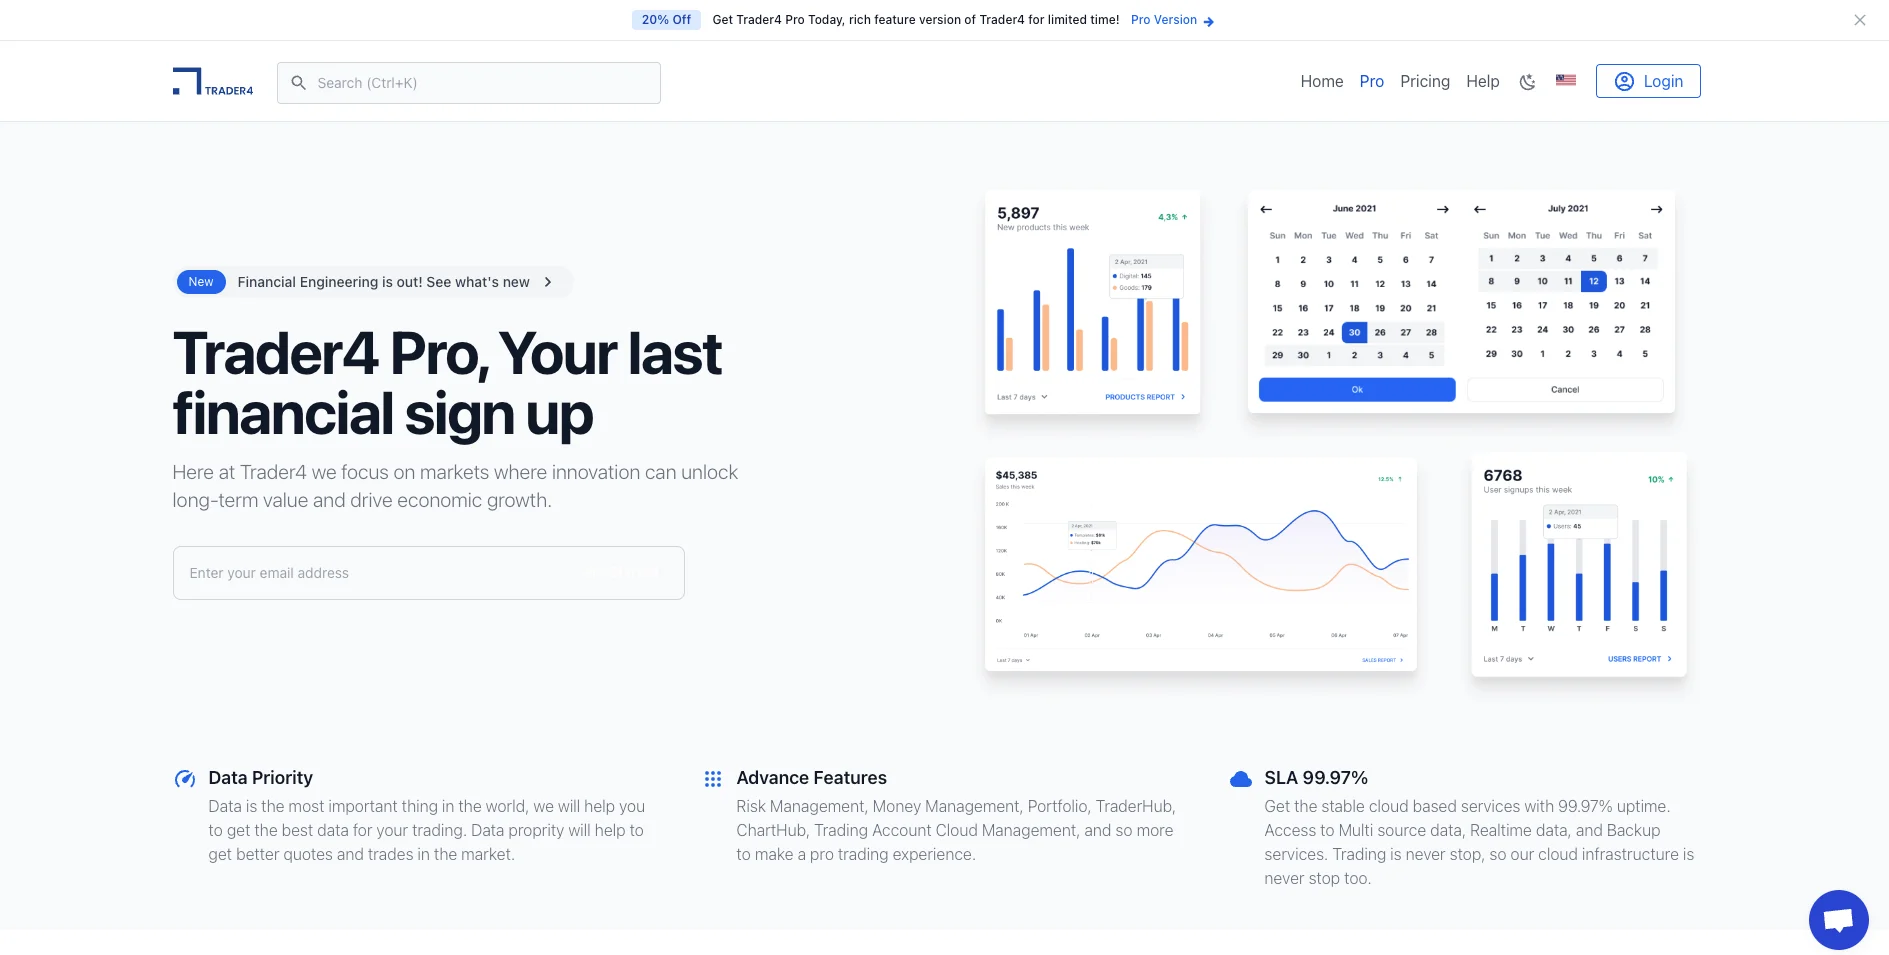 20% Off Get Trader4 Pro Today, rich feature version of Trader4 for limited time! Pro Version
TRADER4
Search (Ctrl+K)
Home Pro Pricing Help Login
New Financial Engineering is out! See what's new
Trader4 Pro, Your last
financial sign up
Here at Trader4 we focus on markets where innovation can unlock
long-term value and drive economic growth.
Enter your email address
5,897
New products this week
4,3%
2 Apr, 2021
Digital: 145
Goods: 179
Last 7 days PRODUCTS REPORT
June 2021
Sun Mon Tue Wed Thu Fri Sat
1 2 3 4 5 6 7
8 9 10 11 12 13 14
15 16 17 18 19 20 21
22 23 24 30 26 27 28
29 30 1 2 3 4 5
Ok
July 2021
Sun Mon Tue Wed Thu Fri Sat
1 2 3 4 5 6 7
8 9 10 11 12 13 14
15 16 17 18 19 20 21
22 23 24 30 26 27 28
29 30 1 2 3 4 5
Cancel
$45,385
Sales this week
12.5%
200K
160K
120K
80K
40K
0K
01 Apr 02 Apr 03 Apr 04 Apr 05 Apr 06 Apr 07 Apr
Last 7 days SALES REPORT
6768
User signups this week
10%
2 Apr, 2021
Users: 45
M T W T F S S
Last 7 days USERS REPORT
Data Priority
Data is the most important thing in the world, we will help you
to get the best data for your trading. Data proprity will help to
get better quotes and trades in the market.
Advance Features
Risk Management, Money Management, Portfolio, TraderHub,
ChartHub, Trading Account Cloud Management, and so more
to make a pro trading experience.
SLA 99.97%
Get the stable cloud based services with 99.97% uptime.
Access to Multi source data, Realtime data, and Backup
services. Trading is never stop, so our cloud infrastructure is
never stop too.